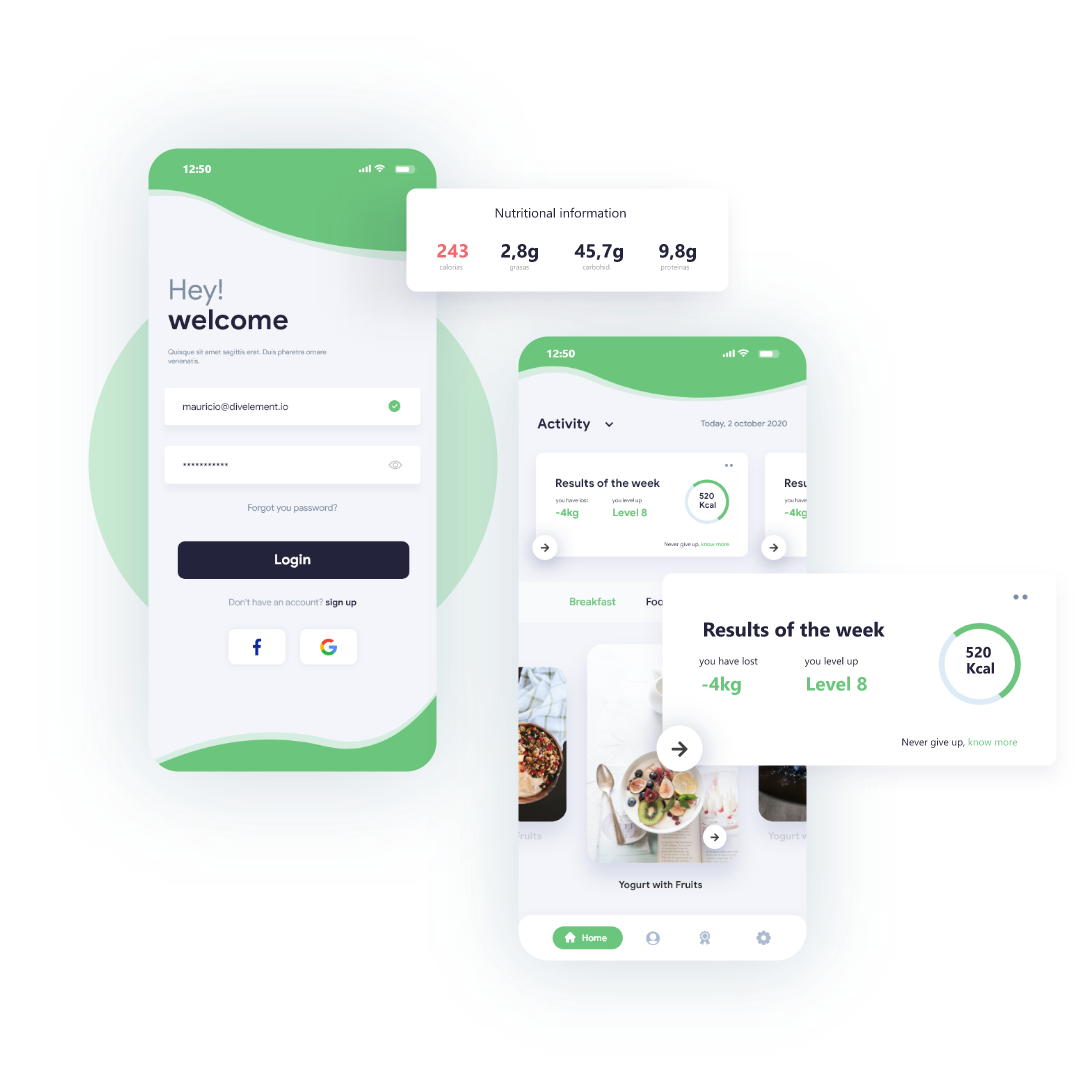 12:50
Hey!
welcome
Quisque sit amet sagittis erat. Duis pharetra ornare
venenatis.
mauricio@divelement.io
***********
Forgot you password?
Login
Don't have an account? sign up
Nutritional information
243
calorias
2,8g
grasas
45,7g
carbohid.
9,8g
proteinas
12:50
Activity
Today, 2 october 2020
Results of the week
you have lost
-4kg
you level up
Level 8
520
Kcal
Never give up, know more
Resu
you have
-4kg
Breakfast
Foo
Results of the week
you have lost
-4kg
you level up
Level 8
520
Kcal
Never give up, know more
Fruits
Yogurt w
Yogurt with Fruits
Home